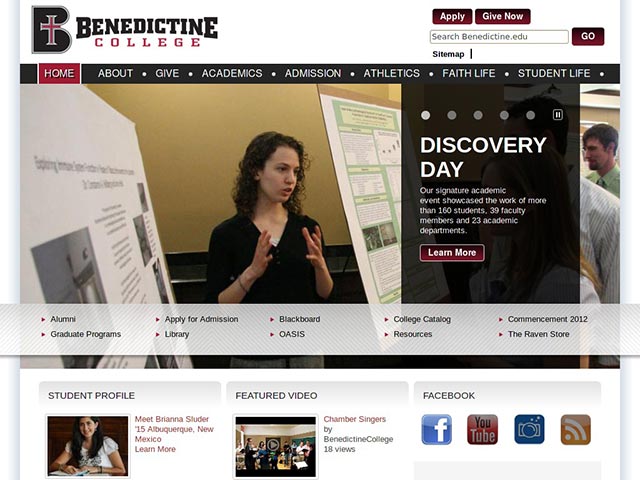 BENEDICTINE
COLLEGE
Apply
Give Now
Search Benedictine.edu
GO
Sitemap
HOME
ABOUT
GIVE
ACADEMICS
ADMISSION
ATHLETICS
FAITH LIFE
STUDENT LIFE
DISCOVERY
DAY
Our signature academic
event showcased the work of more
than 160 students, 39 faculty
members and 23 academic
departments.
Learn More
Alumni
Apply for Admission
Blackboard
College Catalog
Commencement 2012
Graduate Programs
Library
OASIS
Resources
The Raven Store
STUDENT PROFILE
Meet Brianna Sluder
'15 Albuquerque, New
Mexico
Learn More
FEATURED VIDEO
Chamber Singers
by
BenedictineCollege
18 views
FACEBOOK
You
Tube